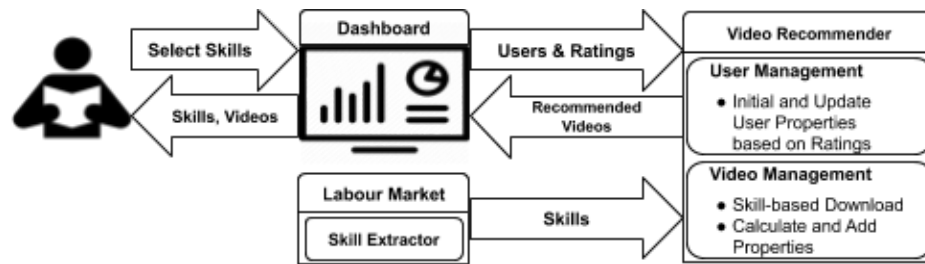 Select Skills
Skills, Videos
Dashboard
Users & Ratings
Recommended
Videos
Labour Market
Skill Extractor
Skills
Video Recommender
User Management
● Initial and Update
User Properties
based on Ratings
Video Management
● Skill-based Download
● Calculate and Add
Properties